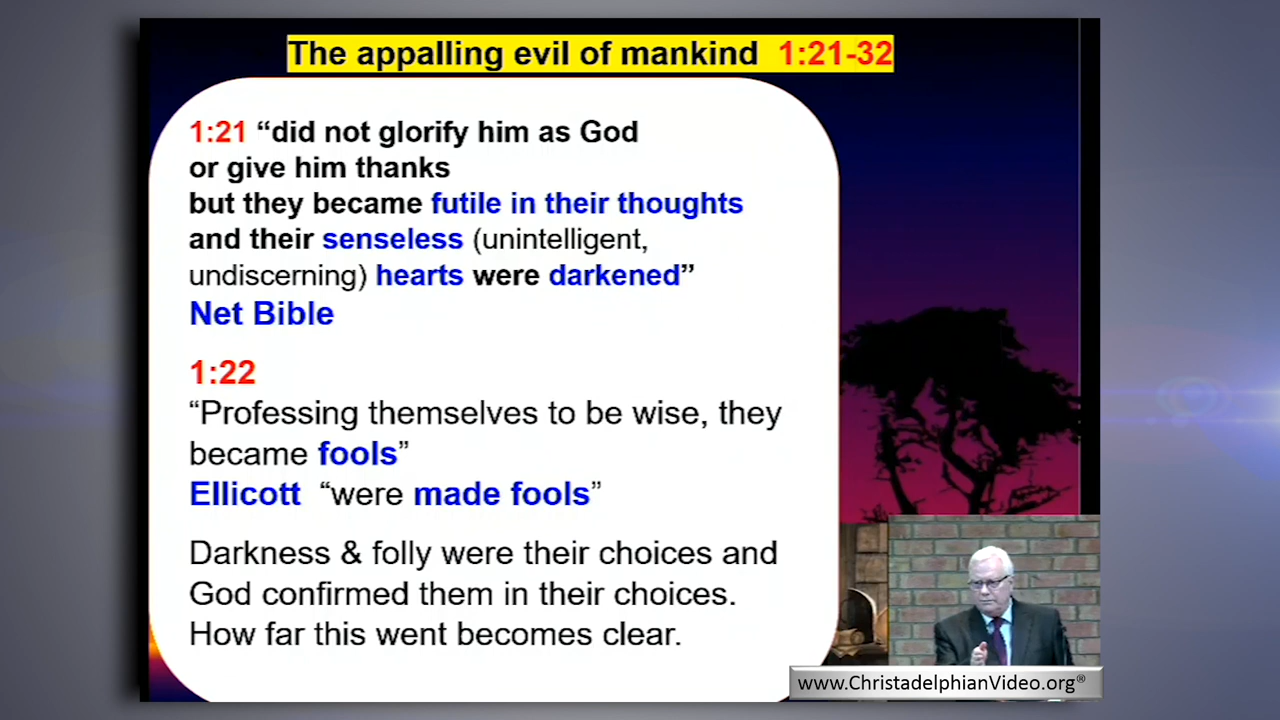 The appalling evil of mankind 1:21-32
1:21 “did not glorify him as God
or give him thanks
but they became futile in their thoughts
and their senseless (unintelligent,
undiscerning) hearts were darkened”
Net Bible
1:22
“Professing themselves to be wise, they
became fools”
Ellicott “were made fools”
Darkness & folly were their choices and
God confirmed them in their choices.
How far this went becomes clear.
www.ChristadelphianVideo.org®